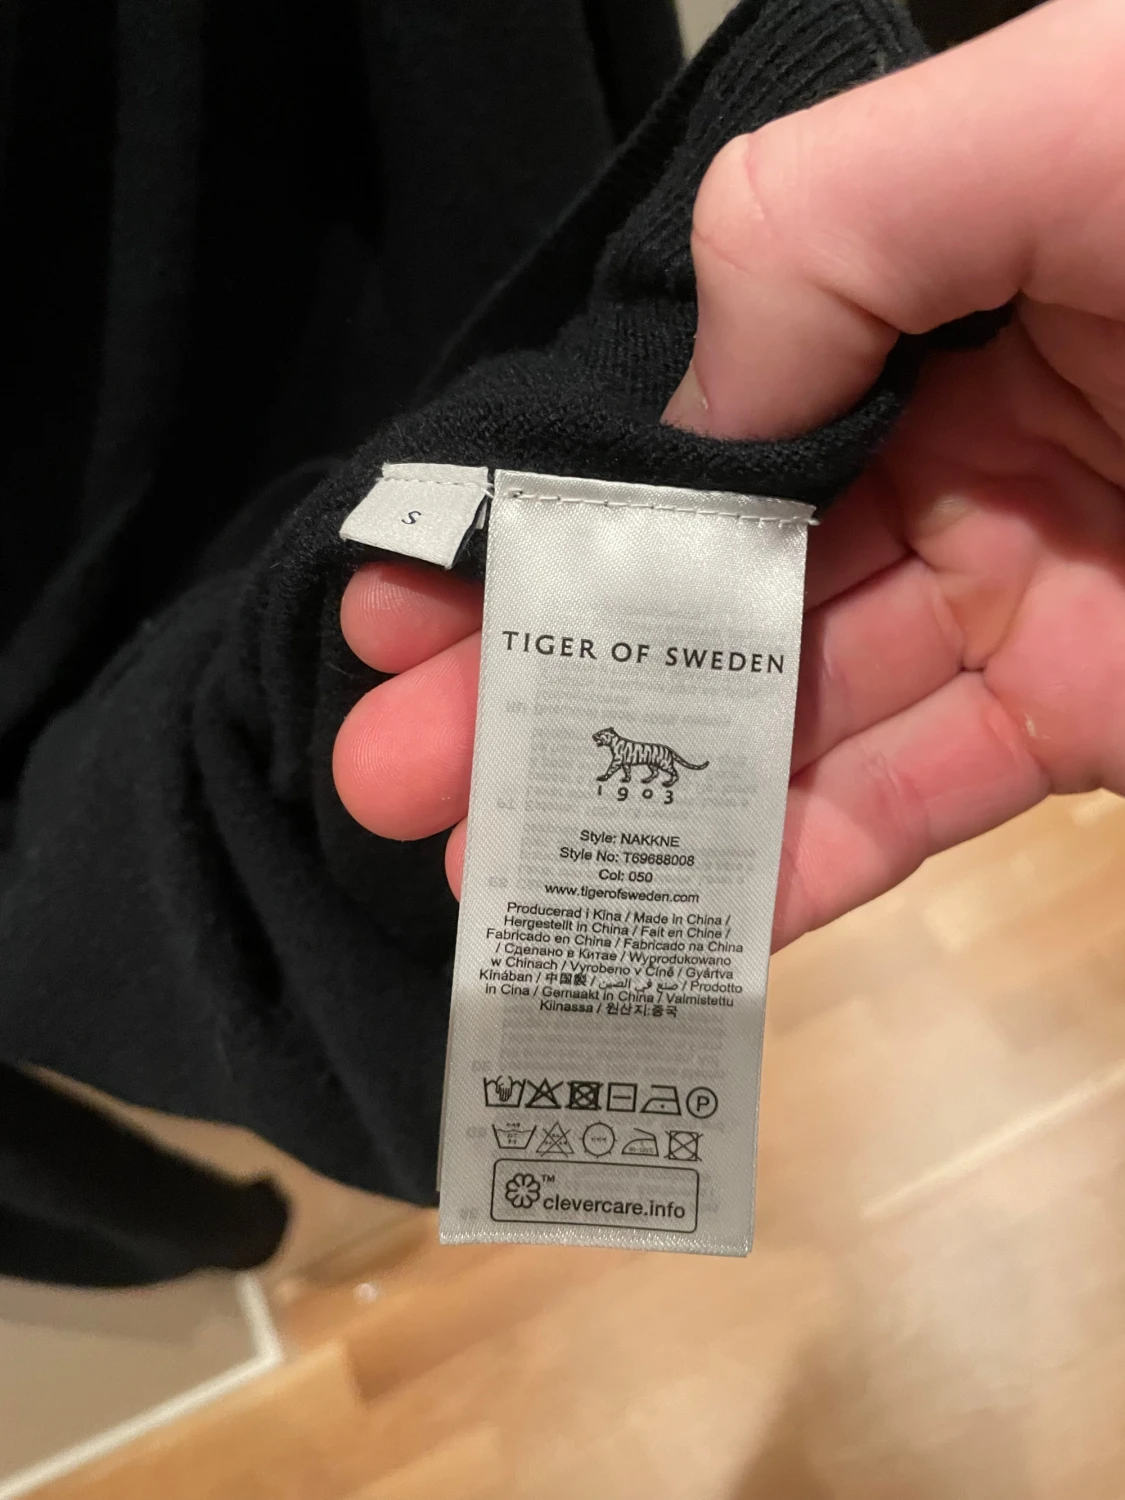 S
TIGER OF SWEDEN
1903
Style: NAKKNE
Style No: T69688008
Col: 050
www.tigerofsweden.com
Producerad i Kina / Made in China /
Hergestellt in China / Fait en Chine /
Fabricado en China / Fabricado na China
/ Сделано в Китае / Wyprodukowano
w Chinach / Vyrobeno v Číně / Gyártva
Kínában / 中国製 / صنع في الصين / Prodotto
in Cina / Gemaakt in China / Valmistettu
Kiinassa / 원산지:중국
P
TM
clevercare.info